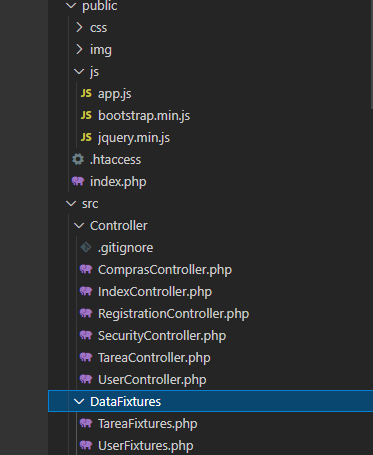 public
css
img
js
JS app.js
JS bootstrap.min.js
JS jquery.min.js
.htaccess
index.php
src
Controller
.gitignore
ComprasController.php
IndexController.php
RegistrationController.php
SecurityController.php
TareaController.php
UserController.php
DataFixtures
TareaFixtures.php
UserFixtures.php